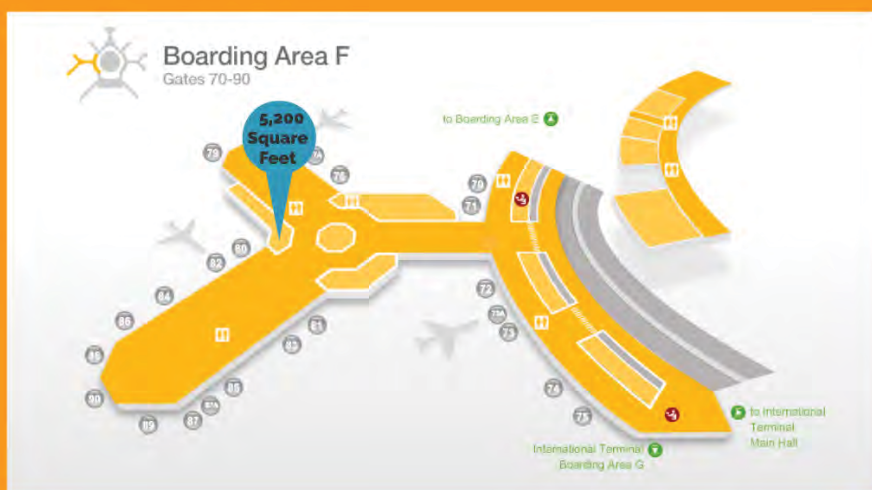 Boarding Area F
Gates 70-90
5,200
Square
Feet
to Boarding Area E
79
76
70
71
80
82
84
86
88
90
89
87
87A
85
83
81
72
73A
73
74
75
to International
Terminal
Main Hall
International Terminal
Boarding Area G